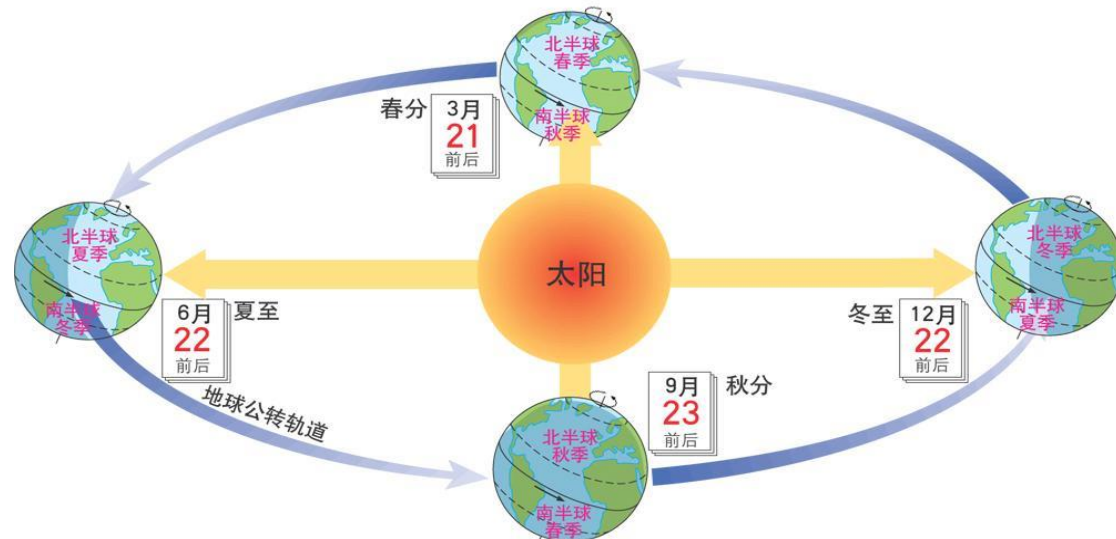 北半球
春季
南半球
秋季
春分
3月
21
前后
北半球
夏季
南半球
冬季
6月
22
前后
夏至
太阳
冬至
12月
22
前后
北半球
冬季
南半球
夏季
地球公转轨道
9月
23
前后
秋分
北半球
秋季
南半球
春季